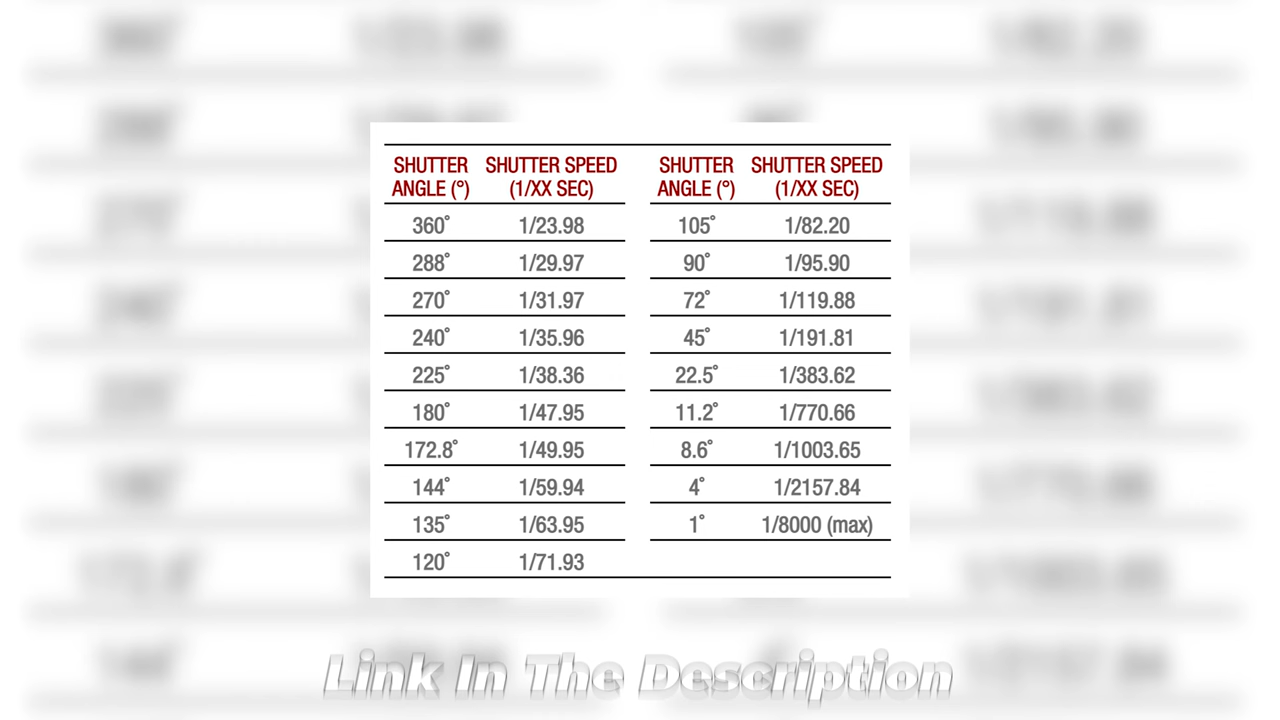 SHUTTER ANGLE (°) SHUTTER SPEED (1/XX SEC) SHUTTER ANGLE (°) SHUTTER SPEED (1/XX SEC)
360° 1/23.98 105° 1/82.20
288° 1/29.97 90° 1/95.90
270° 1/31.97 72° 1/119.88
240° 1/35.96 45° 1/191.81
225° 1/38.36 22.5° 1/383.62
180° 1/47.95 11.2° 1/770.66
172.8° 1/49.95 8.6° 1/1003.65
144° 1/59.94 4° 1/2157.84
135° 1/63.95 1° 1/8000 (max)
120° 1/71.93
Link In The Description